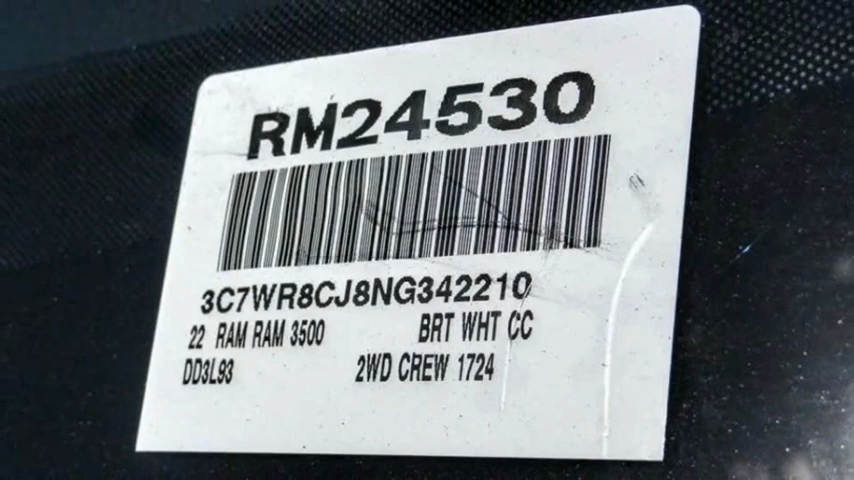 RM24530
3C7WR8CJ8NG342210
22 RAM RAM 3500 BRT WHT CC
DD3L93 2WD CREW 1724